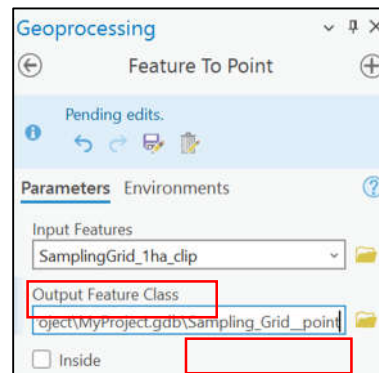 Geoprocessing
Feature To Point
Pending edits.
Parameters Environments
Input Features
SamplingGrid_1ha_clip
Output Feature Class
oject\MyProject.gdb\Sampling_Grid__point
Inside